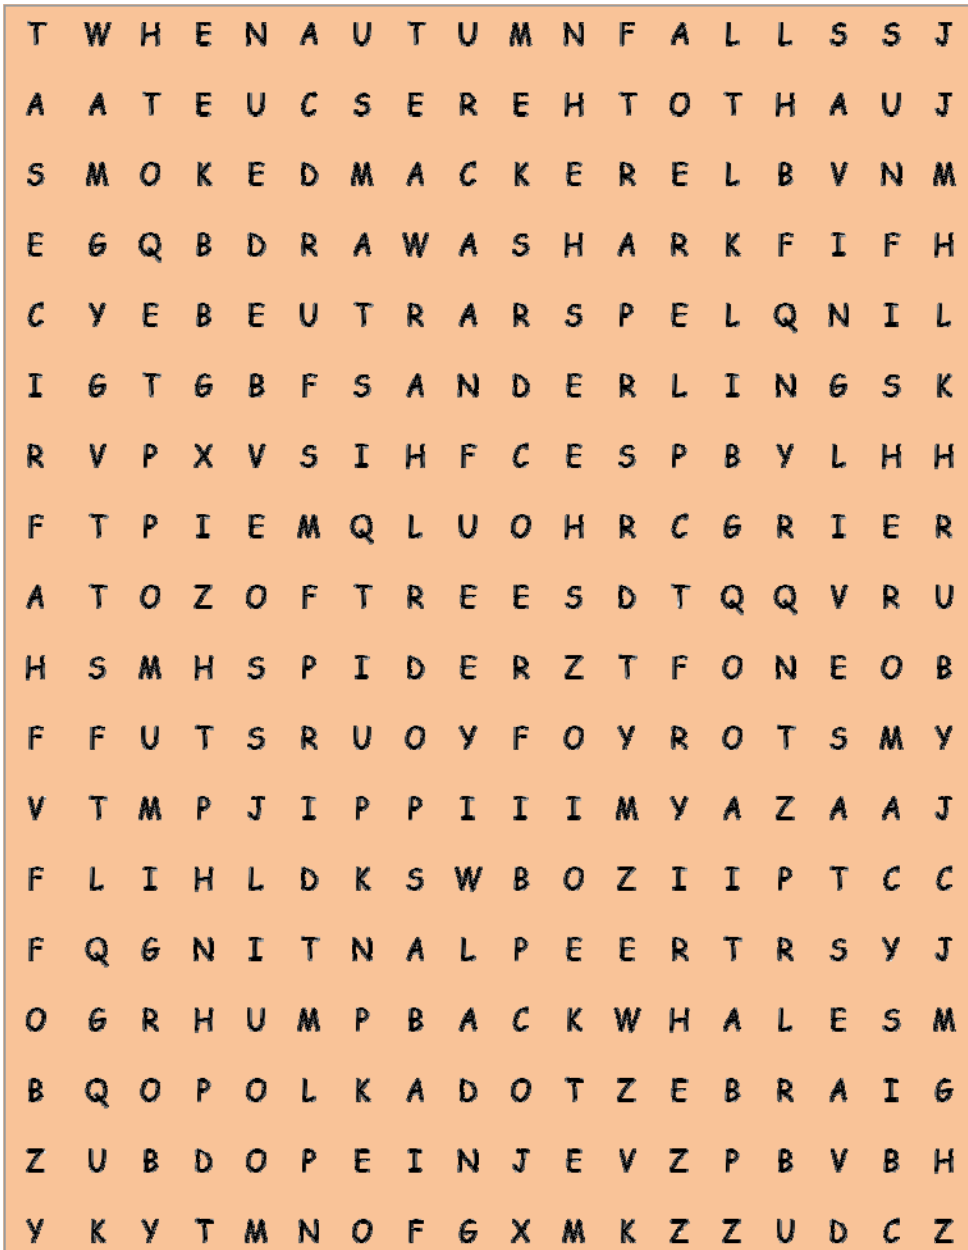 T W H E N A U T U M N F A L L S S J
A A T E U C S E R E H T O T H A U J
S M O K E D M A C K E R E L B V N M
E G Q B D R A W A S H A R K F I F H
C Y E B E U T R A R S P E L Q N I L
I G T G B F S A N D E R L I N G S K
R V P X V S I H F C E S P B Y L H H
F T P I E M Q L U O H R C G R I E R
A T O Z O F T R E E S D T Q Q V R U
H S M H S P I D E R Z T F O N E O B
F F U T S R U O Y F O Y R O T S M Y
V T M P J I P P I I I M Y A Z A A J
F L I H L D K S W B O Z I I P T C C
F Q G N I T N A L P E E R T R S Y J
O G R H U M P B A C K W H A L E S M
B Q O P O L K A D O T Z E B R A I G
Z U B D O P E I N J E V Z P B V B H
Y K Y T M N O F G X M K Z Z U D C Z